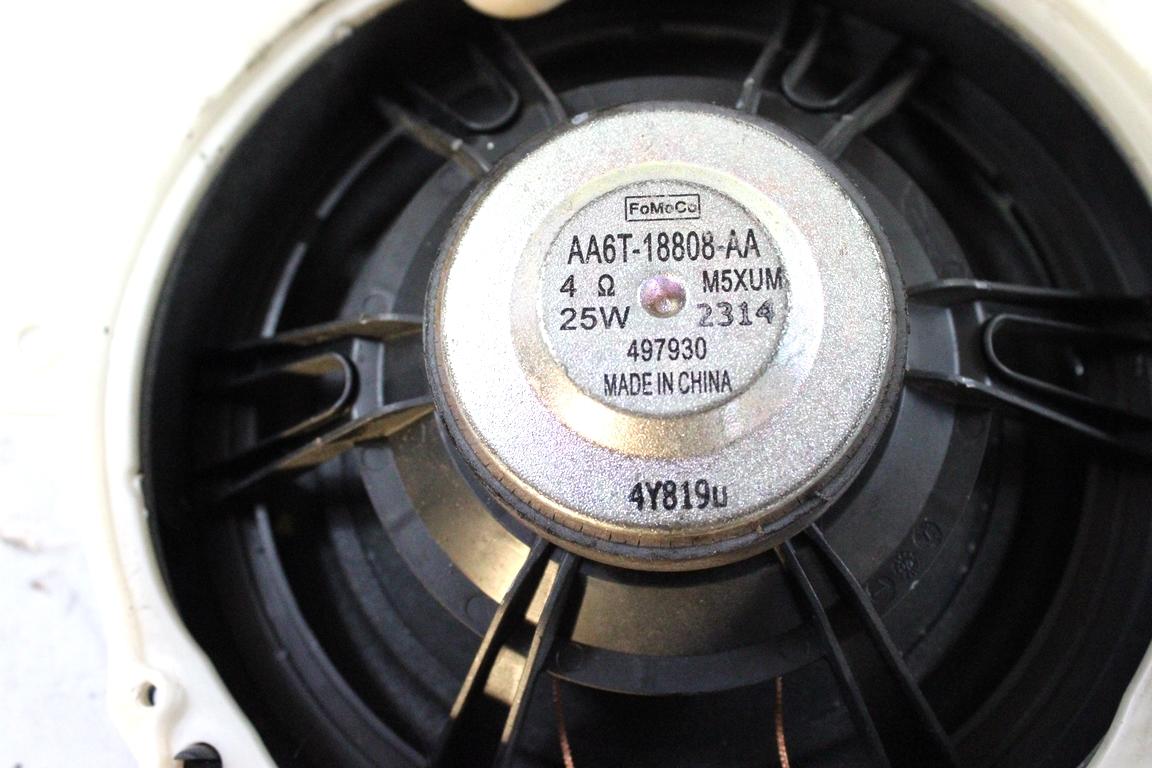 FoMoCo
AA6T-18808-AA
4 Ω M5XUM
25W 2314
497930
MADE IN CHINA
4Y819U